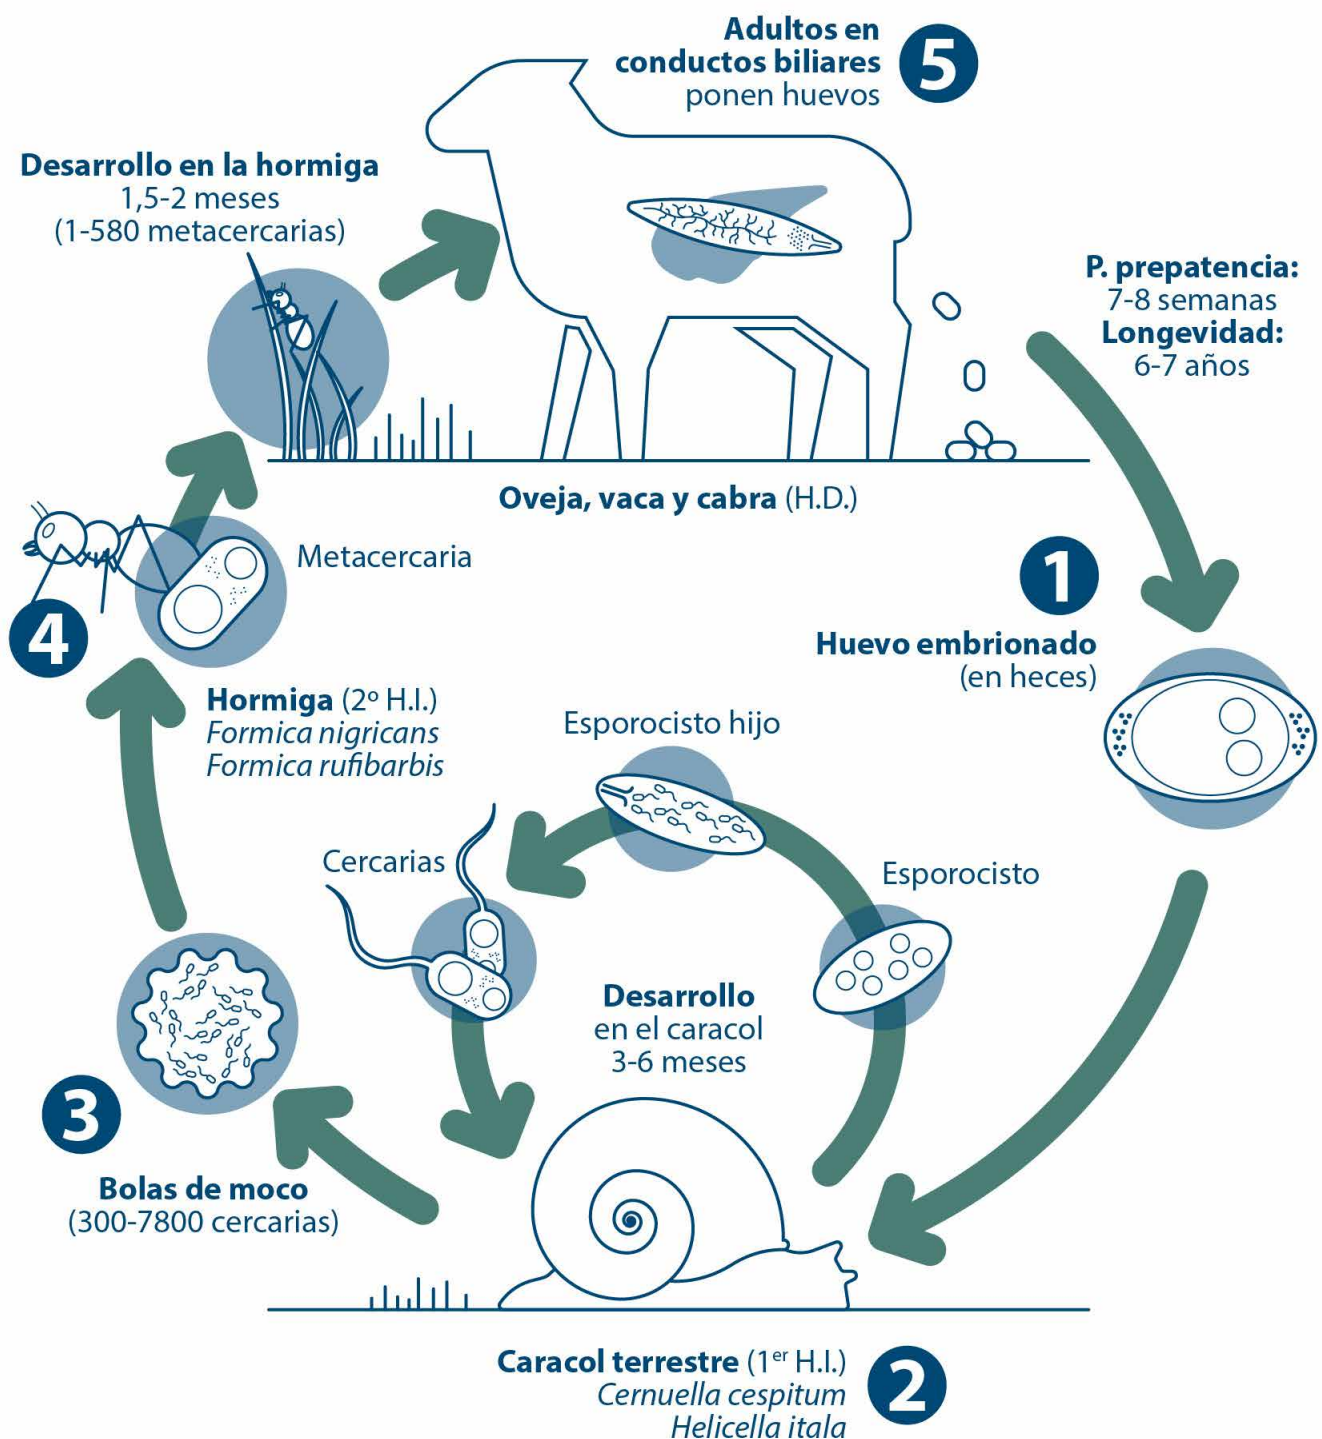 Adultos en
conductos biliares
ponen huevos
5
Desarrollo en la hormiga
1,5-2 meses
(1-580 metacercarias)
P. prepatencia:
7-8 semanas
Longevidad:
6-7 años
Oveja, vaca y cabra (H.D.)
Metacercaria
4
Hormiga (2º H.I.)
Formica nigricans
Formica rufibarbis
1
Huevo embrionado
(en heces)
Esporocisto hijo
Cercarias
Esporocisto
Desarrollo
en el caracol
3-6 meses
3
Bolas de moco
(300-7800 cercarias)
Caracol terrestre (1er H.I.)
Cernuella cespitum
Helicella itala
2